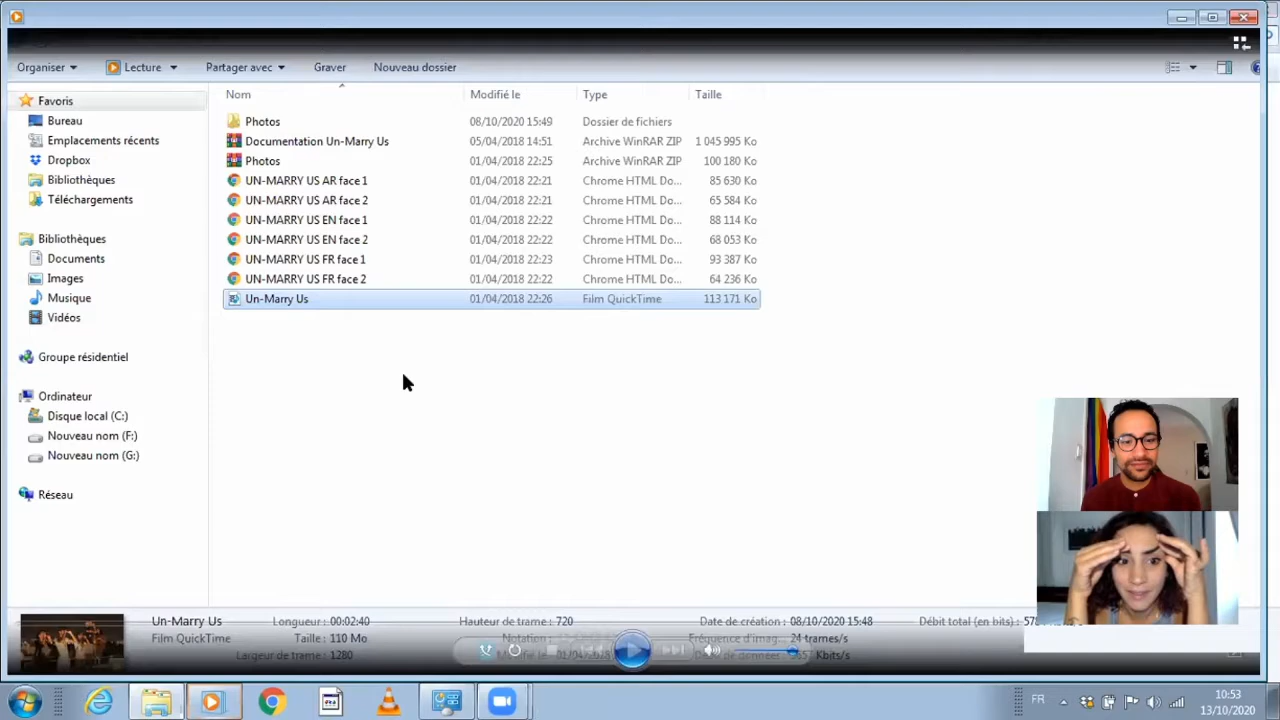 Organiser Lecture Partager avec Graver Nouveau dossier
Favoris
Bureau
Emplacements récents
Dropbox
Bibliothèques
Téléchargements
Bibliothèques
Documents
Images
Musique
Vidéos
Groupe résidentiel
Ordinateur
Disque local (C:)
Nouveau nom (F:)
Nouveau nom (G:)
Réseau
Nom Modifié le Type Taille
Photos 08/10/2020 15:49 Dossier de fichiers
Documentation Un-Marry Us 05/04/2018 14:51 Archive WinRAR ZIP 1 045 995 Ko
Photos 01/04/2018 22:25 Archive WinRAR ZIP 100 180 Ko
UN-MARRY US AR face 1 01/04/2018 22:21 Chrome HTML Do... 85 630 Ko
UN-MARRY US AR face 2 01/04/2018 22:21 Chrome HTML Do... 65 584 Ko
UN-MARRY US EN face 1 01/04/2018 22:22 Chrome HTML Do... 88 114 Ko
UN-MARRY US EN face 2 01/04/2018 22:22 Chrome HTML Do... 68 053 Ko
UN-MARRY US FR face 1 01/04/2018 22:23 Chrome HTML Do... 93 387 Ko
UN-MARRY US FR face 2 01/04/2018 22:22 Chrome HTML Do... 64 236 Ko
Un-Marry Us 01/04/2018 22:26 Film QuickTime 113 171 Ko
Un-Marry Us Longueur : 00:02:40 Hauteur de trame : 720 Date de création : 08/10/2020 15:48 Débit total (en bits) :
Film QuickTime Taille : 110 Mo Notation : Fréquence d'imag... 24 trames/s
Largeur de trame : 1280 Kbits/s
FR 10:53
13/10/2020